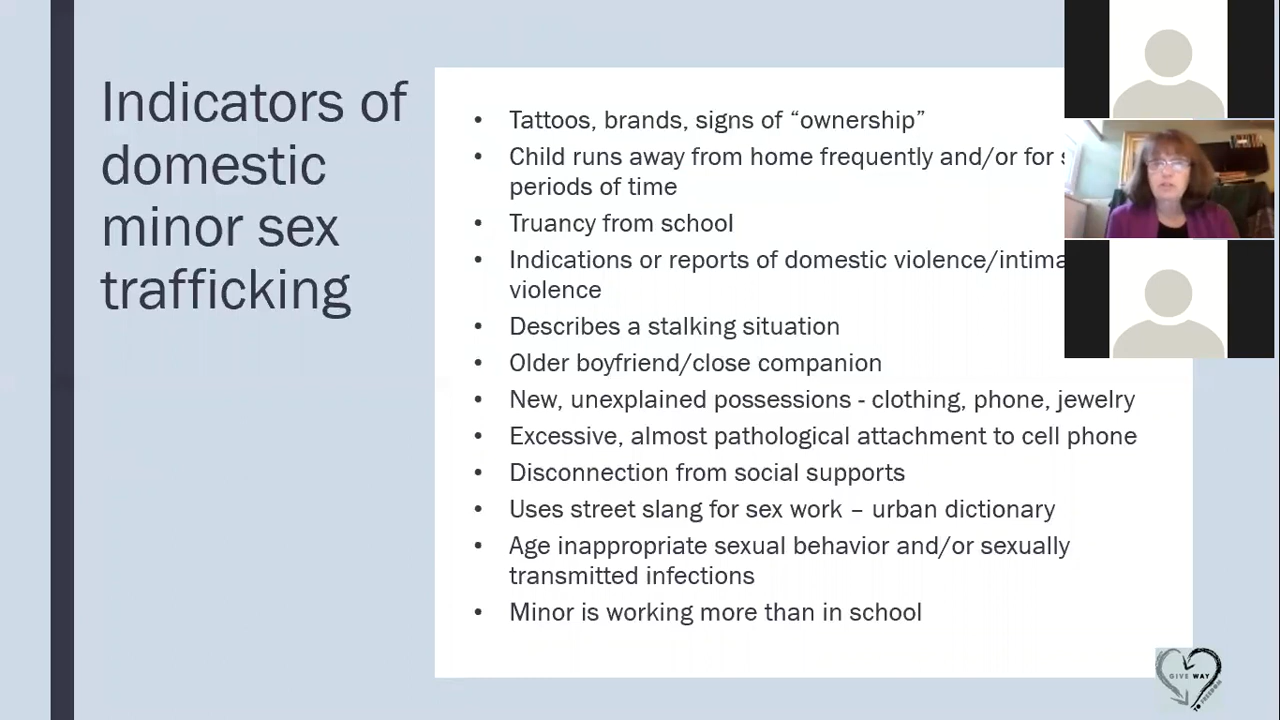 Indicators of
domestic
minor sex
trafficking
• Tattoos, brands, signs of “ownership”
• Child runs away from home frequently and/or for
periods of time
• Truancy from school
• Indications or reports of domestic violence/
violence
• Describes a stalking situation
• Older boyfriend/close companion
• New, unexplained possessions - clothing, phone, jewelry
• Excessive, almost pathological attachment to cell phone
• Disconnection from social supports
• Uses street slang for sex work – urban dictionary
• Age inappropriate sexual behavior and/or sexually
transmitted infections
• Minor is working more than in school
GIVE WAY
TO FREEDOM